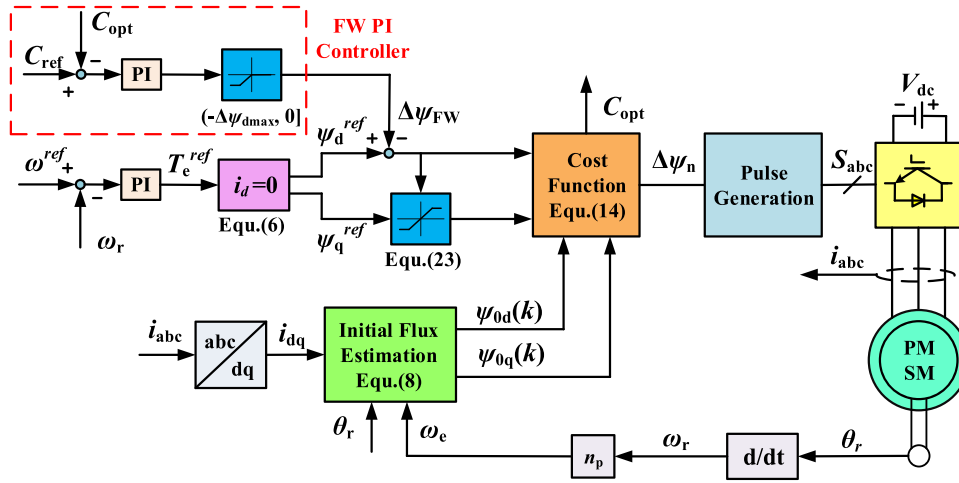 C_opt
FW PI
Controller
C_ref
+
-
PI
(-Δψ_dmax, 0]
Δψ_FW
ω^ref
+
-
PI
T_e^ref
i_d=0
Equ.(6)
ω_r
ψ_d^ref
+
-
ψ_q^ref
Equ.(23)
C_opt
Cost
Function
Equ.(14)
Δψ_n
Pulse
Generation
S_abc
V_dc
-
+
i_abc
PM
SM
i_abc
abc
dq
i_dq
Initial Flux
Estimation
Equ.(8)
ψ_0d(k)
ψ_0q(k)
θ_r
ω_e
n_p
ω_r
d/dt
θ_r